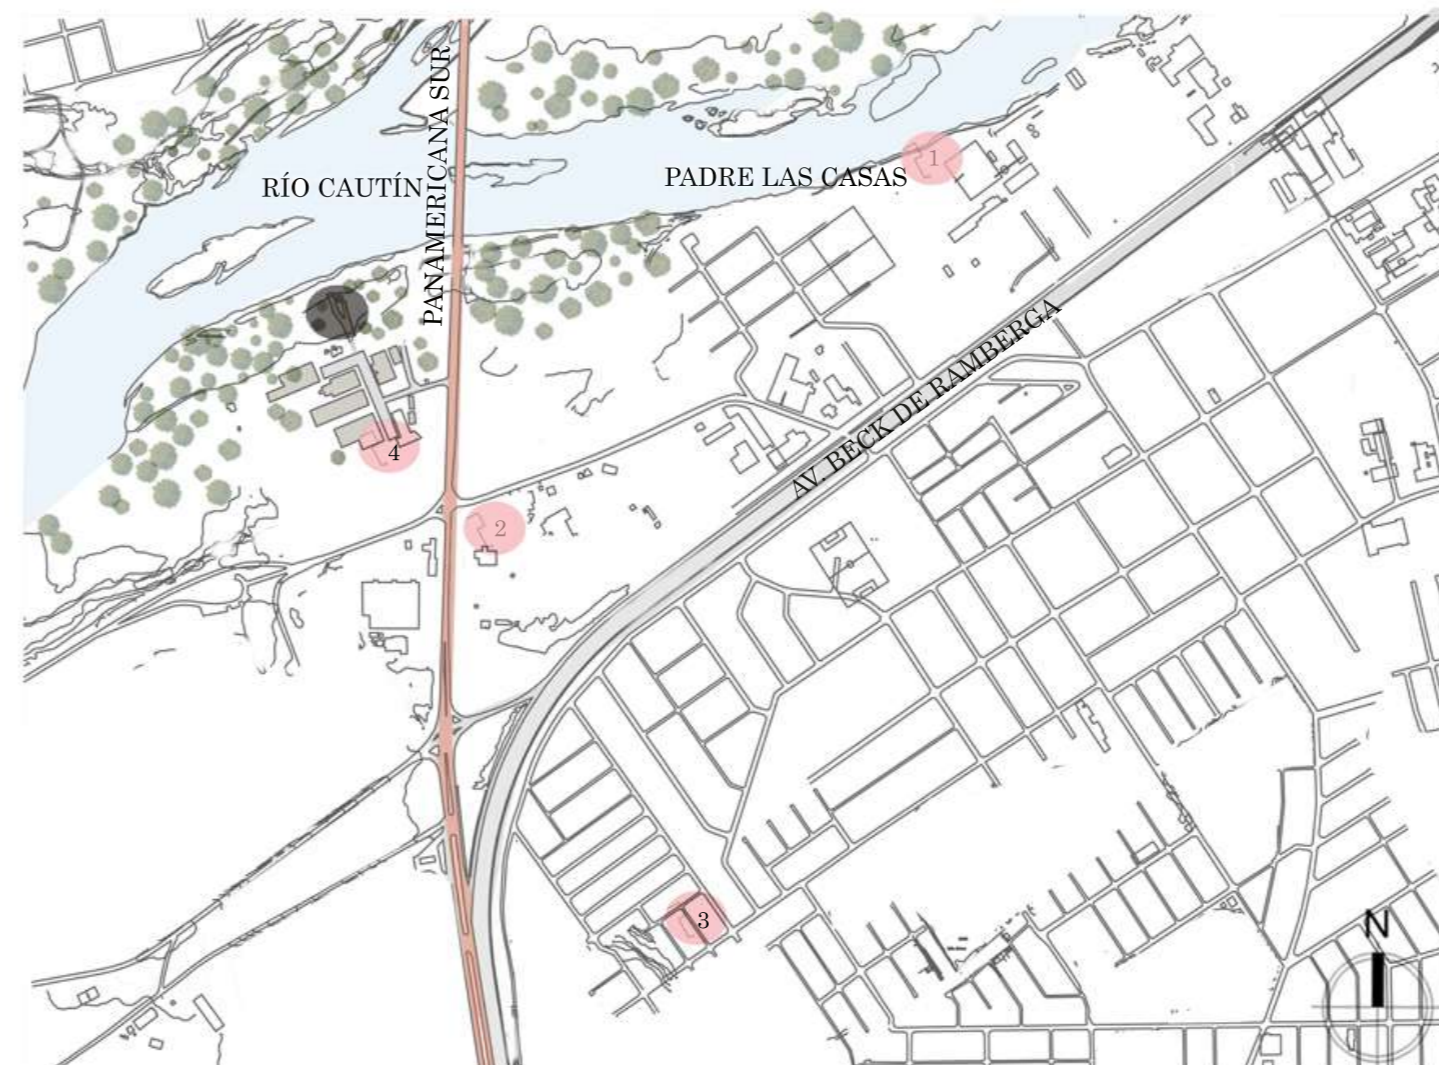 PANAMERICANA SUR
RÍO CAUTÍN
PADRE LAS CASAS
1
AV. BECK DE RAMBERGA
4
2
3
N